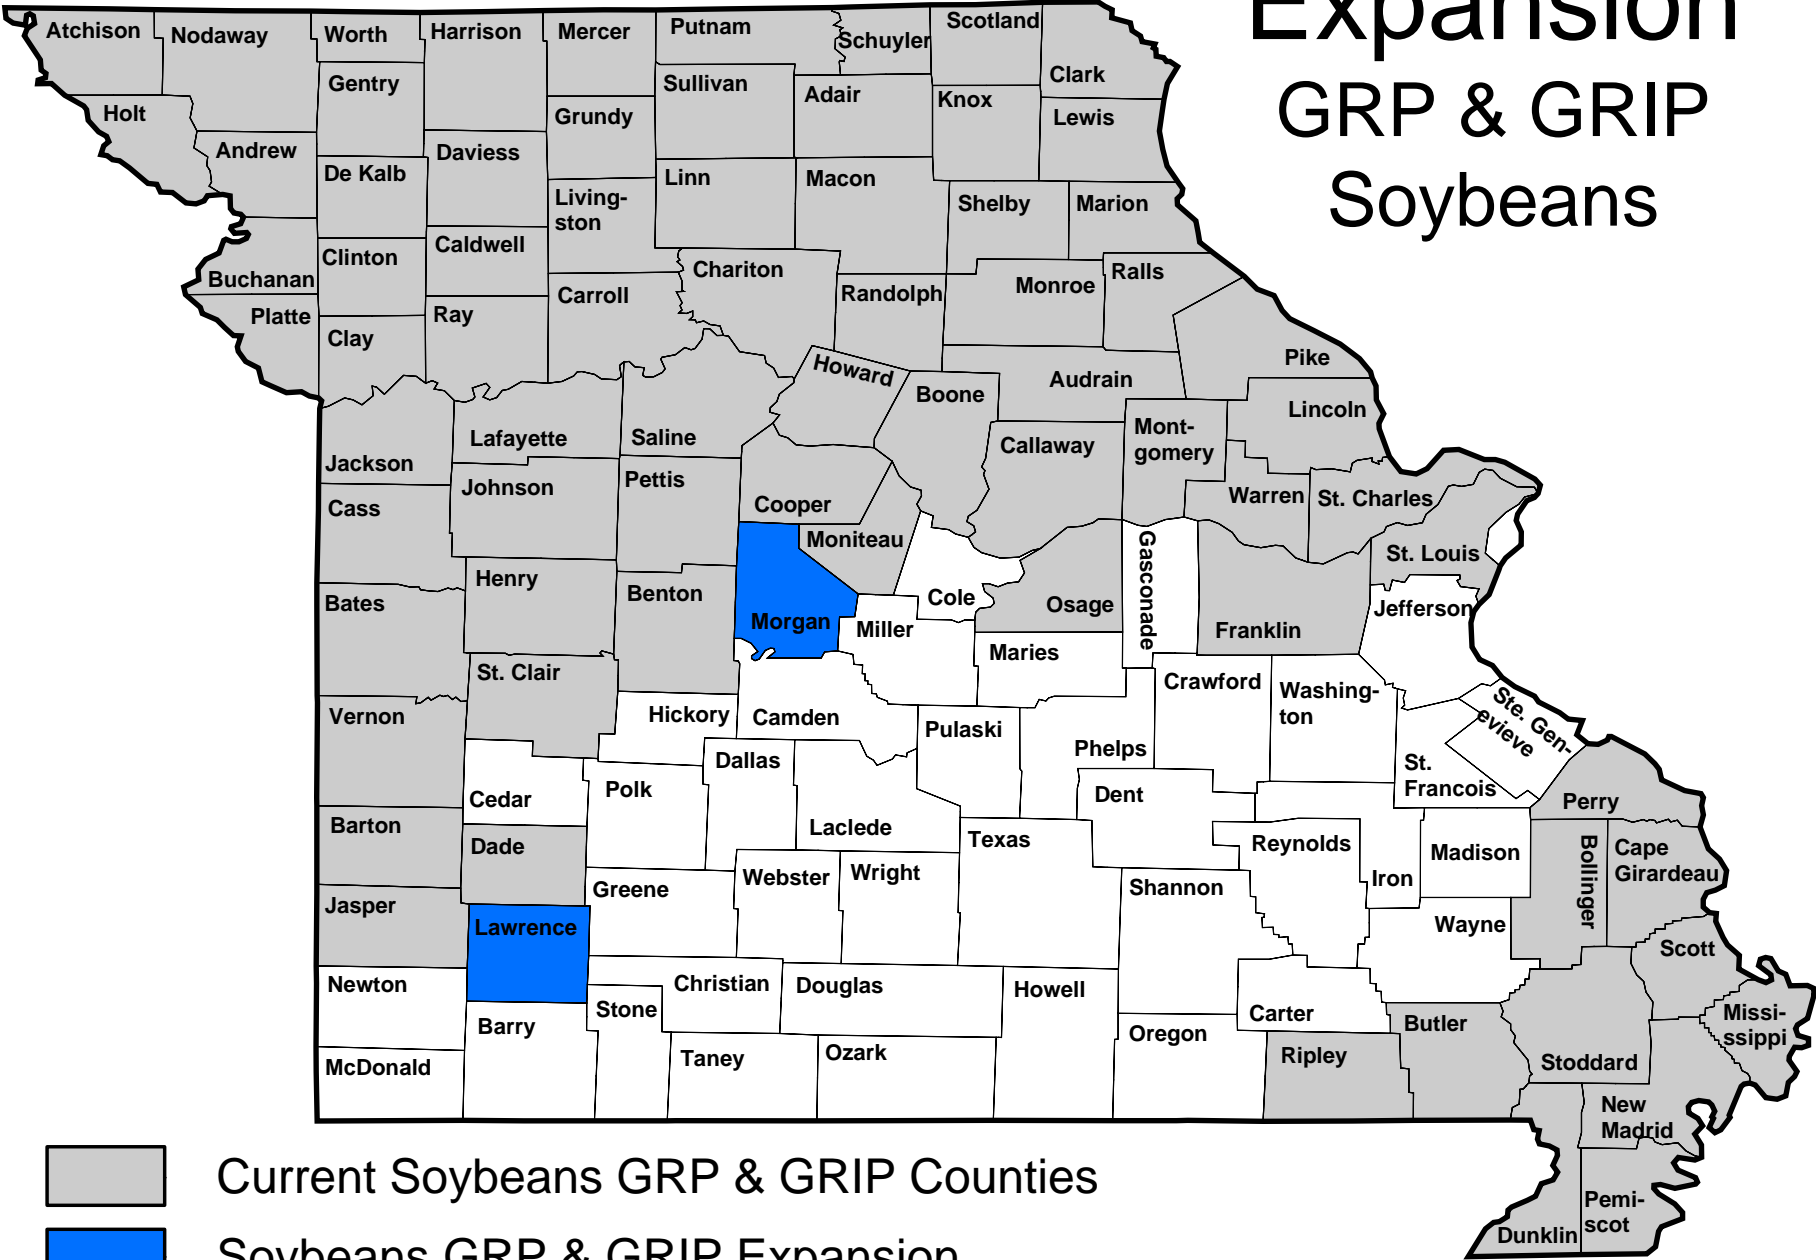 Expansion
GRP & GRIP
Soybeans
Atchison
Nodaway
Worth
Harrison
Mercer
Putnam
Schuyler
Scotland
Clark
Gentry
Sullivan
Adair
Knox
Lewis
Holt
Andrew
De Kalb
Daviess
Grundy
Living-
ston
Linn
Macon
Shelby
Marion
Buchanan
Clinton
Caldwell
Carroll
Chariton
Randolph
Monroe
Ralls
Platte
Clay
Ray
Howard
Boone
Audrain
Pike
Lincoln
Jackson
Lafayette
Saline
Callaway
Mont-
gomery
Warren
St. Charles
Cass
Johnson
Pettis
Cooper
Moniteau
Cole
Osage
Gasconade
Franklin
St. Louis
Jefferson
Bates
Henry
Benton
Morgan
Miller
Maries
St. Clair
Vernon
Hickory
Camden
Pulaski
Phelps
Crawford
Washing-
ton
Ste. Gen-
evieve
St.
Francois
Perry
Cedar
Polk
Dallas
Laclede
Texas
Dent
Reynolds
Iron
Madison
Bollinger
Cape
Girardeau
Barton
Dade
Greene
Webster
Wright
Shannon
Wayne
Scott
Jasper
Lawrence
Newton
Christian
Douglas
Howell
Carter
Butler
Stoddard
Missi-
ssippi
Barry
Stone
McDonald
Taney
Ozark
Oregon
Ripley
New
Madrid
Pemi-
scot
Dunklin
Current Soybeans GRP & GRIP Counties
Soybeans GRP & GRIP Expansion